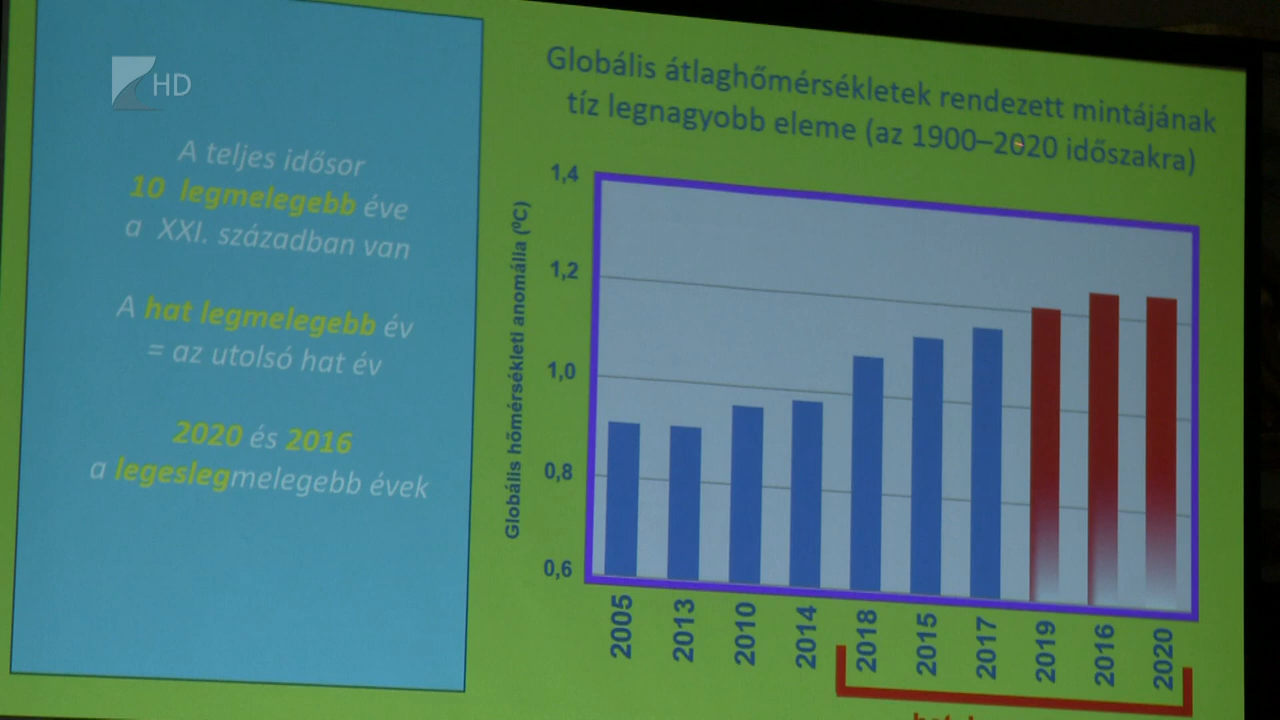 HD
A teljes idősor
10 legmelegebb éve
a XXI. században van
A hat legmelegebb év
= az utolsó hat év
2020 és 2016
a legeslegmelegebb évek
Globális átlaghőmérsékletek rendezett mintájának
tíz legnagyobb eleme (az 1900–2020 időszakra)
Globális hőmérsékleti anomália (⁰C)
1,4
1,2
1,0
0,8
0,6
2005
2013
2010
2014
2018
2015
2017
2019
2016
2020